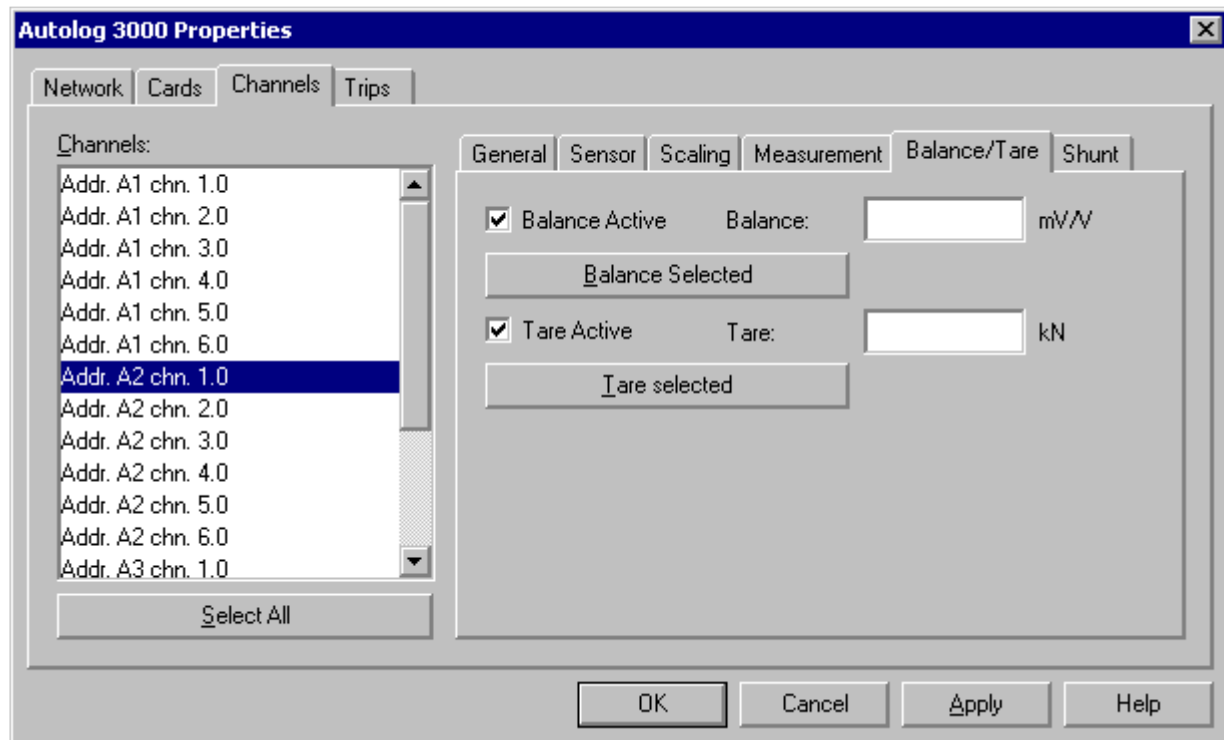 Autolog 3000 Properties
Network Cards Channels Trips
Channels:
Addr. A1 chn. 1.0
Addr. A1 chn. 2.0
Addr. A1 chn. 3.0
Addr. A1 chn. 4.0
Addr. A1 chn. 5.0
Addr. A1 chn. 6.0
Addr. A2 chn. 1.0
Addr. A2 chn. 2.0
Addr. A2 chn. 3.0
Addr. A2 chn. 4.0
Addr. A2 chn. 5.0
Addr. A2 chn. 6.0
Addr. A3 chn. 1.0
Select All
General Sensor Scaling Measurement Balance/Tare Shunt
Balance Active Balance: mV/V
Balance Selected
Tare Active Tare: kN
Tare selected
OK Cancel Apply Help